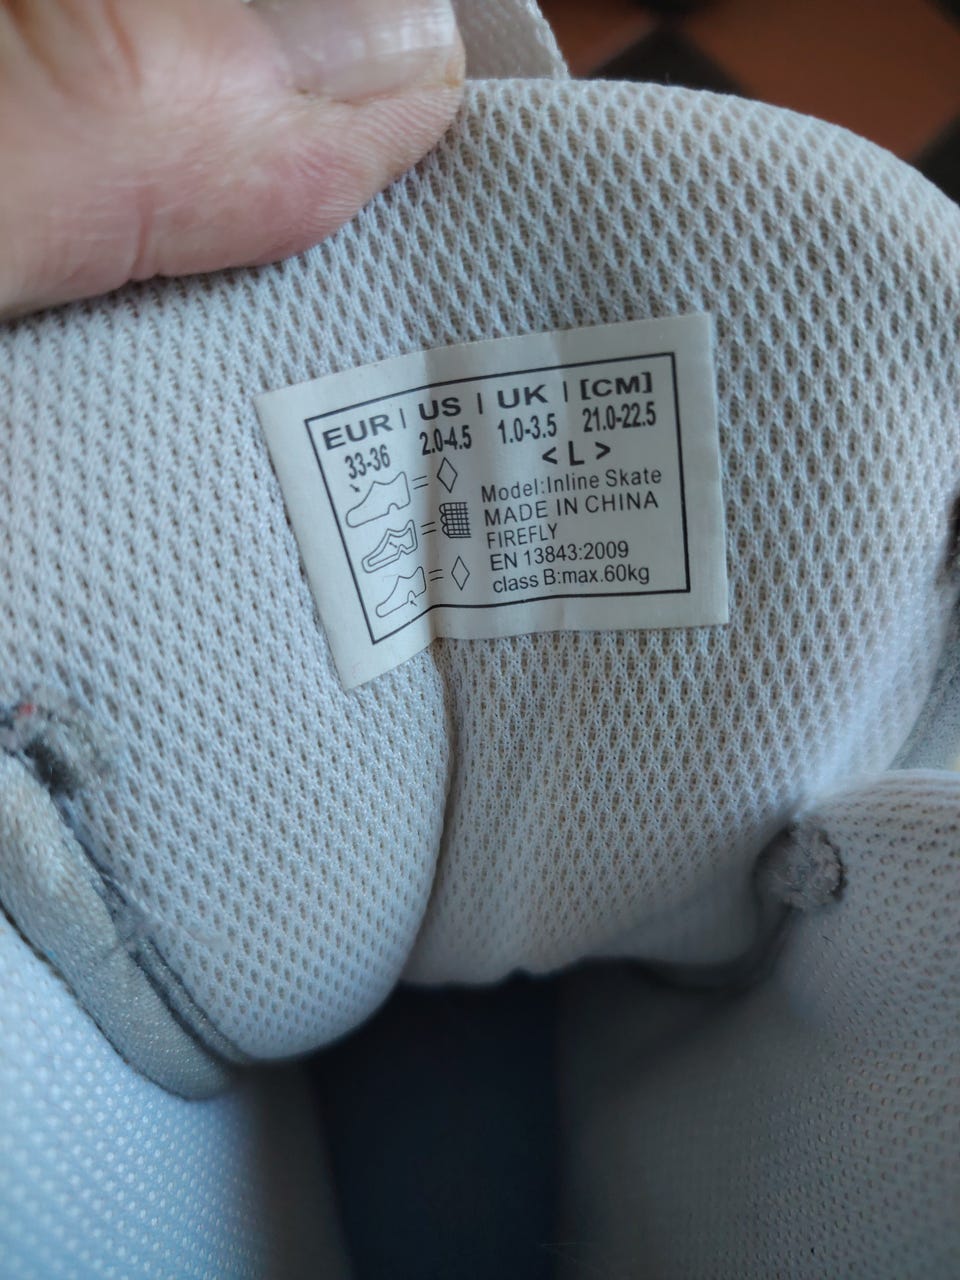 EUR | US | UK | [CM]
33-36 2.0-4.5 1.0-3.5 21.0-22.5
< L >
Model:Inline Skate
MADE IN CHINA
FIREFLY
EN 13843:2009
class B:max.60kg